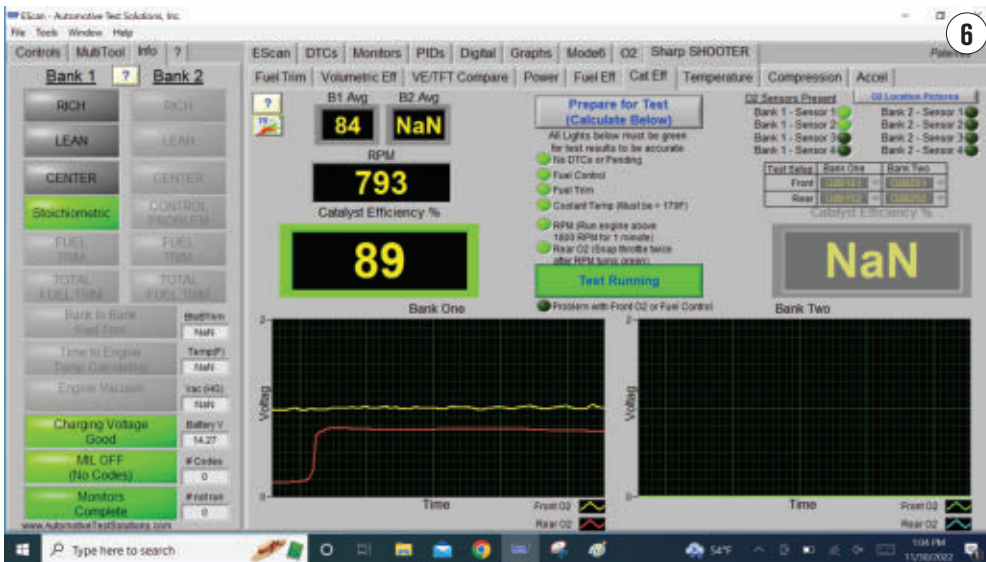 EScan - Automotive Test Solutions, Inc.
6
File Tools Window Help
Controls MultiTool Info ?
EScan DTCs Monitors PIDs Digital Graphs Mode6 O2 Sharp SHOOTER
Fuel Trim Volumetric Eff VE/TFT Compare Power Fuel Eff Cat Eff Temperature Compression Accel
Bank 1 ? Bank 2
RICH RICH
LEAN LEAN
CENTER CENTER
Stoichiometric CONTROL PROBLEM
FUEL TRIM FUEL TRIM
TOTAL FUEL TRIM TOTAL FUEL TRIM
Bank to Bank Fuel Trim
NaN
Time to Engine
Temp(F)
NaN
Engine Vacuum
Vac (HG)
NaN
Charging Voltage Good
Battery V
14.27
MIL OFF (No Codes)
# Codes
0
Monitors Complete
# not run
0
www.AutomotiveTestSolutions.com
?
B1 Avg B2 Avg
84 NaN
RPM
793
Catalyst Efficiency %
89
Prepare for Test
(Calculate Below)
All Lights below must be green
for test results to be accurate
No DTCs or Pending
Fuel Control
Fuel Trim
Coolant Temp (Must be > 170F)
RPM (Run engine above
1800 RPM for 1 minute)
Rear O2 (Snap throttle twice
after RPM turns green)
Test Running
Problem with Front O2 or Fuel Control
O2 Sensors Present O2 Location Pictures
Bank 1 - Sensor 1 Bank 2 - Sensor 1
Bank 1 - Sensor 2 Bank 2 - Sensor 2
Bank 1 - Sensor 3 Bank 2 - Sensor 3
Bank 1 - Sensor 4 Bank 2 - Sensor 4
Test Setup Bank One Bank Two
Front
Rear
Catalyst Efficiency %
NaN
Bank One
2-
Voltag
0-
Time
Front O2
Rear O2
Bank Two
2-
Voltag
0-
Time
Front O2
Rear O2
Type here to search
54°F
1:04 PM
11/30/2022